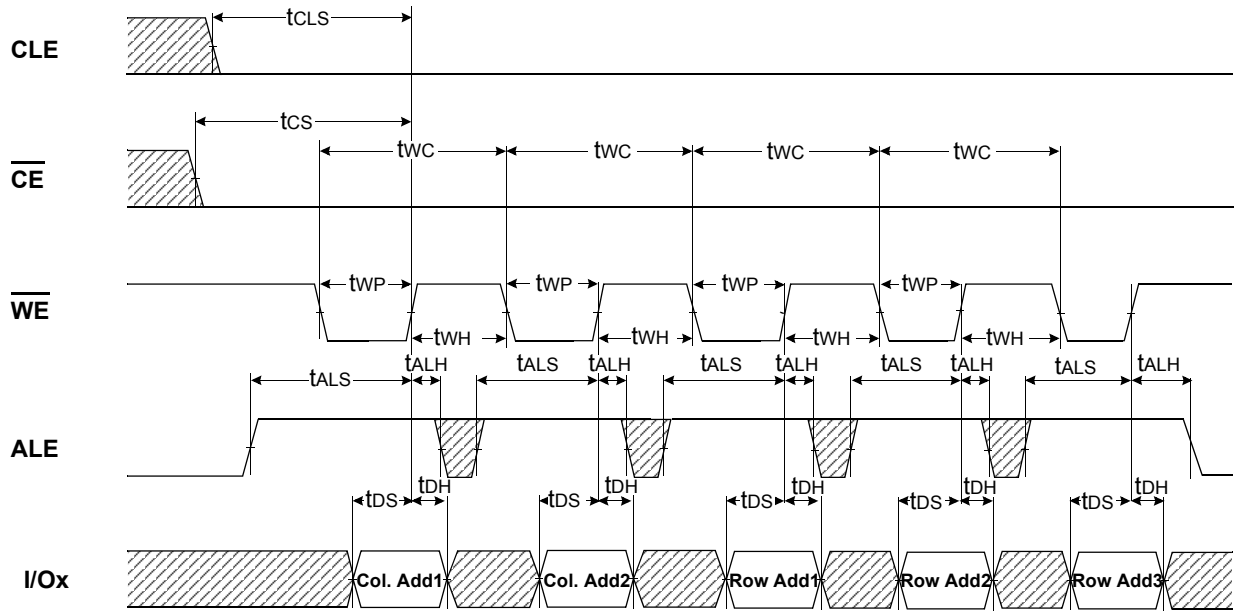 tCLS
CLE
tCS
tWC tWC tWC tWC
CE
tWP tWP tWP tWP
WE
tWH tWH tWH tWH
tALS tALH tALS tALH tALS tALH tALS tALH tALS tALH
ALE
tDS tDH tDS tDH tDS tDH tDS tDH tDS tDH
I/Ox Col. Add1 Col. Add2 Row Add1 Row Add2 Row Add3